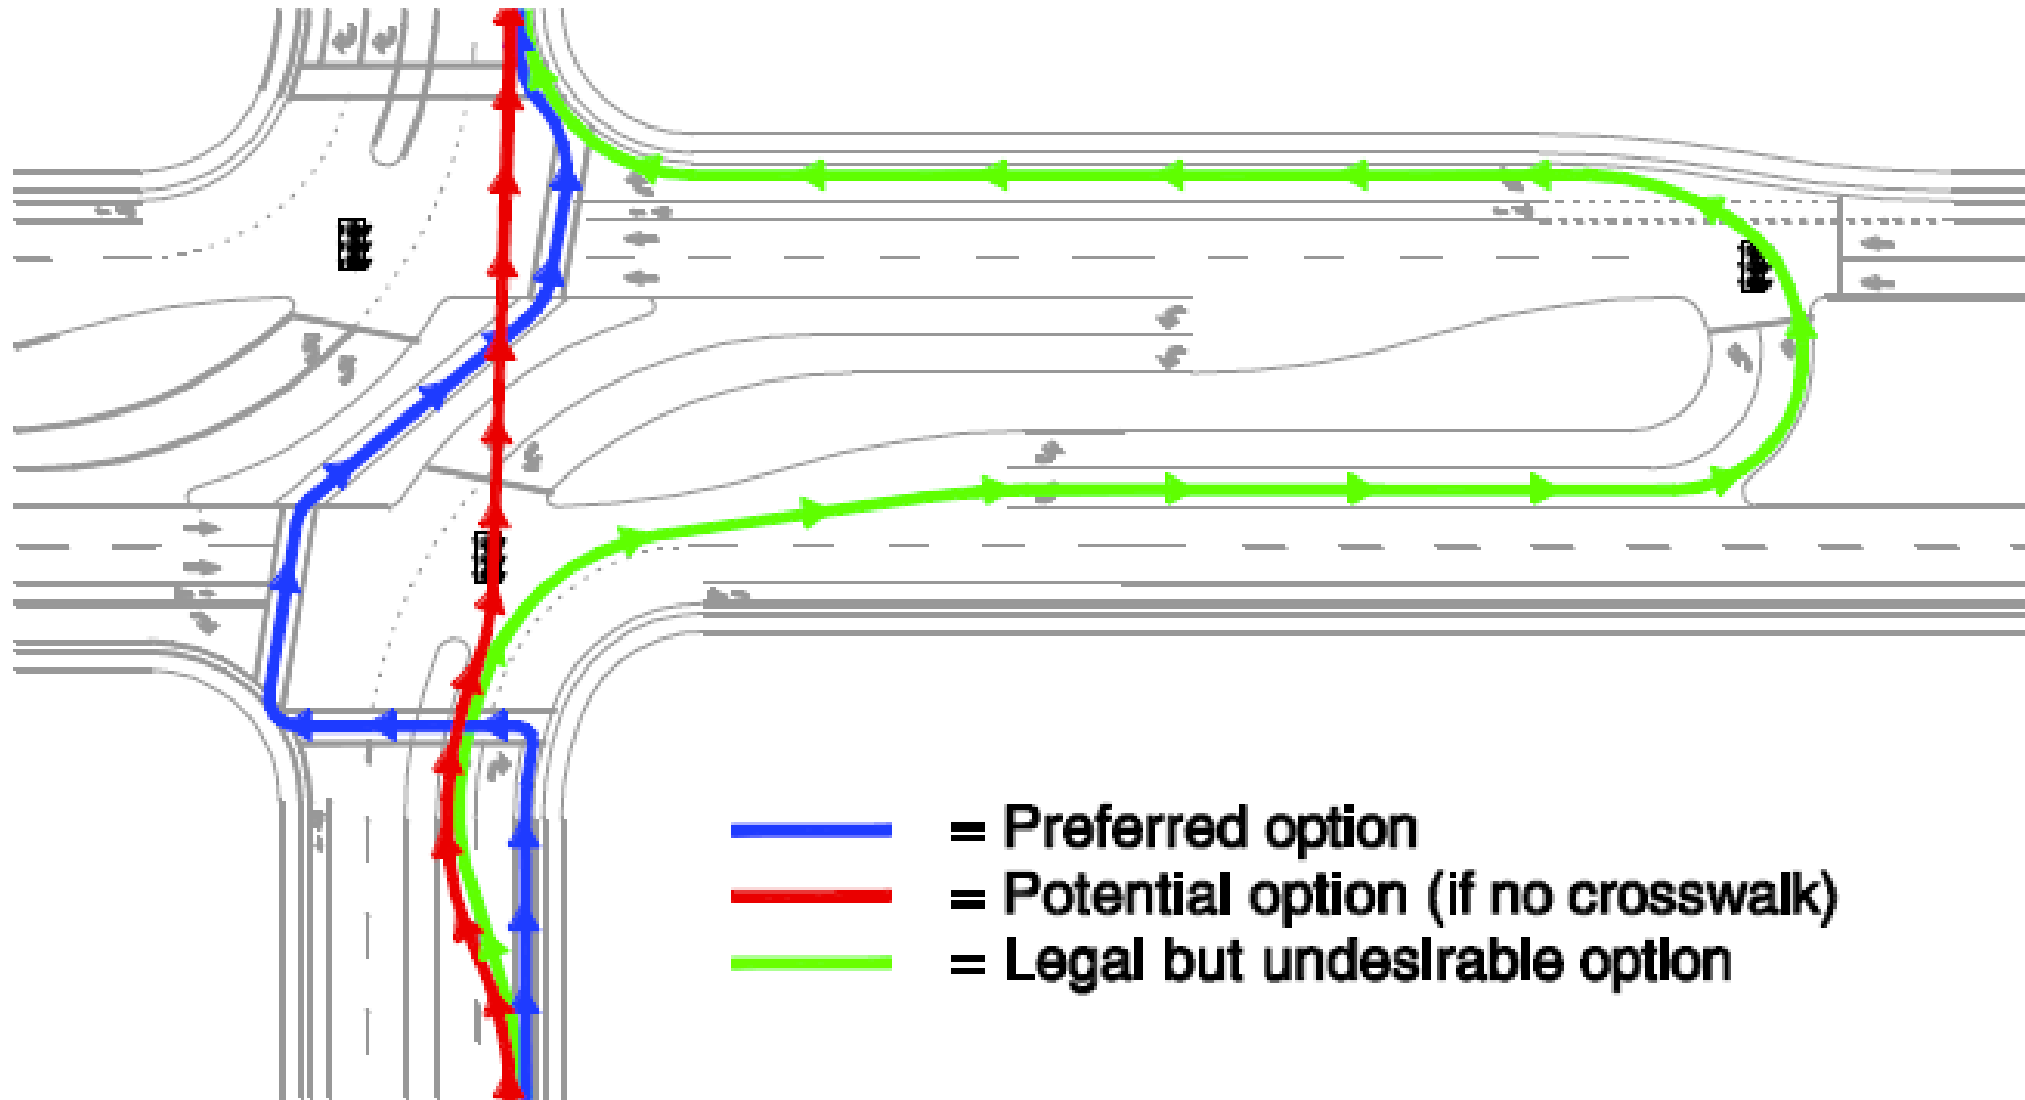 = Preferred option
= Potential option (if no crosswalk)
= Legal but undesirable option